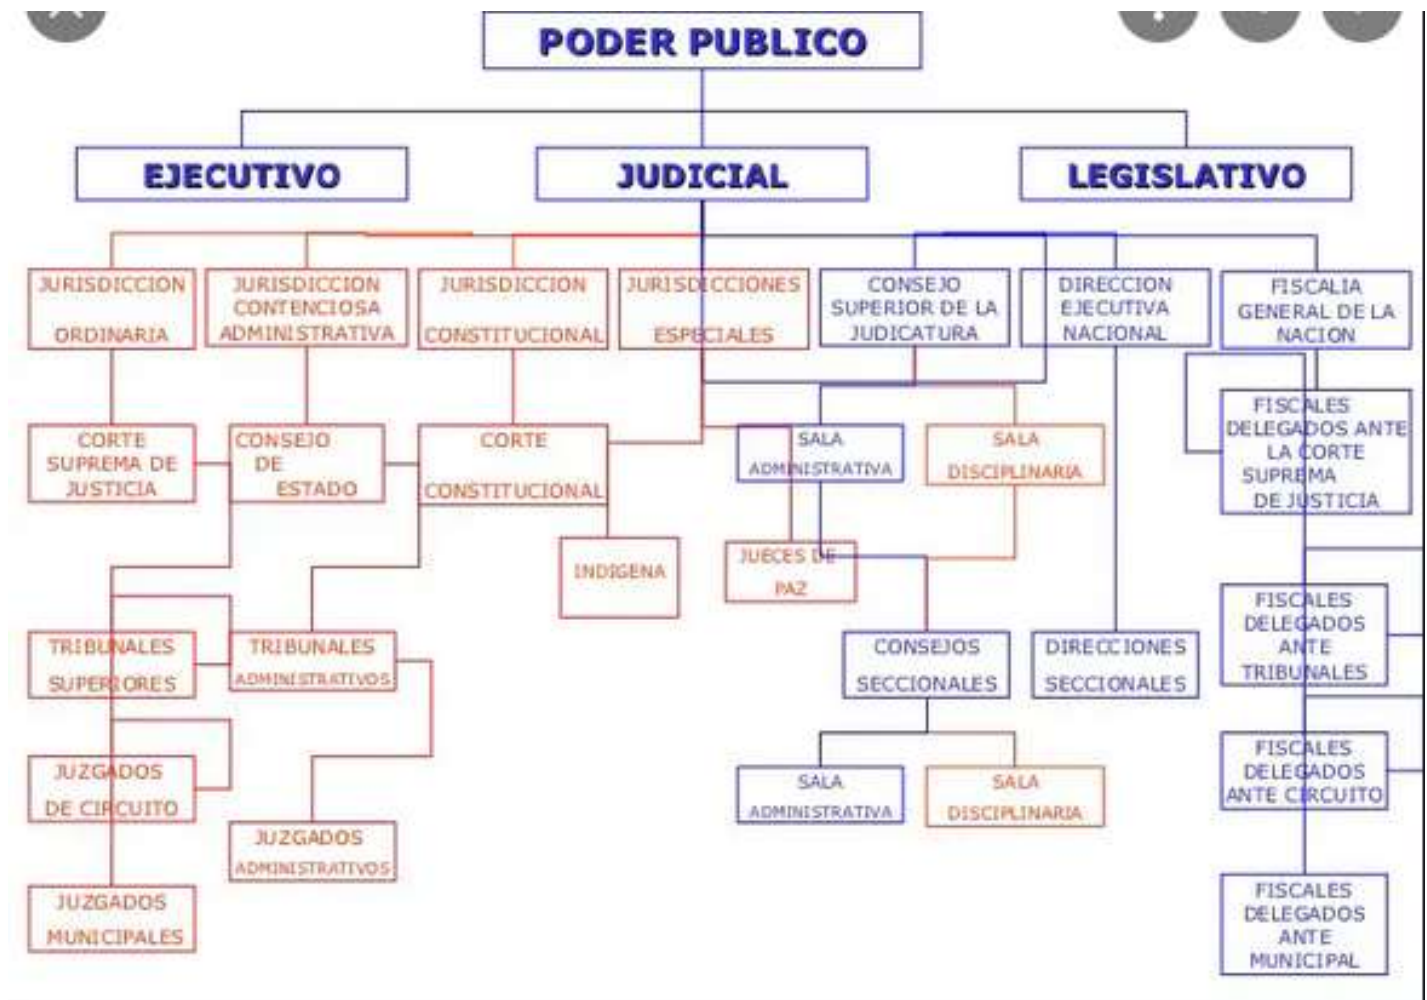 PODER PUBLICO
EJECUTIVO
JUDICIAL
LEGISLATIVO
JURISDICCION
ORDINARIA
JURISDICCION
CONTENCIOSA
ADMINISTRATIVA
JURISDICCION
CONSTITUCIONAL
JURISDICCIONES
ESPECIALES
CONSEJO
SUPERIOR DE LA
JUDICATURA
DIRECCION
EJECUTIVA
NACIONAL
FISCALIA
GENERAL DE LA
NACION
CORTE
SUPREMA DE
JUSTICIA
CONSEJO
DE
ESTADO
CORTE
CONSTITUCIONAL
SALA
ADMINISTRATIVA
SALA
DISCIPLINARIA
FISCALES
DELEGADOS ANTE
LA CORTE
SUPREMA
DE JUSTICIA
INDIGENA
JUECES DE
PAZ
TRIBUNALES
SUPERIORES
TRIBUNALES
ADMINISTRATIVOS
CONSEJOS
SECCIONALES
DIRECCIONES
SECCIONALES
FISCALES
DELEGADOS
ANTE
TRIBUNALES
JUZGADOS
DE CIRCUITO
JUZGADOS
ADMINISTRATIVOS
SALA
ADMINISTRATIVA
SALA
DISCIPLINARIA
FISCALES
DELEGADOS
ANTE CIRCUITO
JUZGADOS
MUNICIPALES
FISCALES
DELEGADOS
ANTE
MUNICIPAL